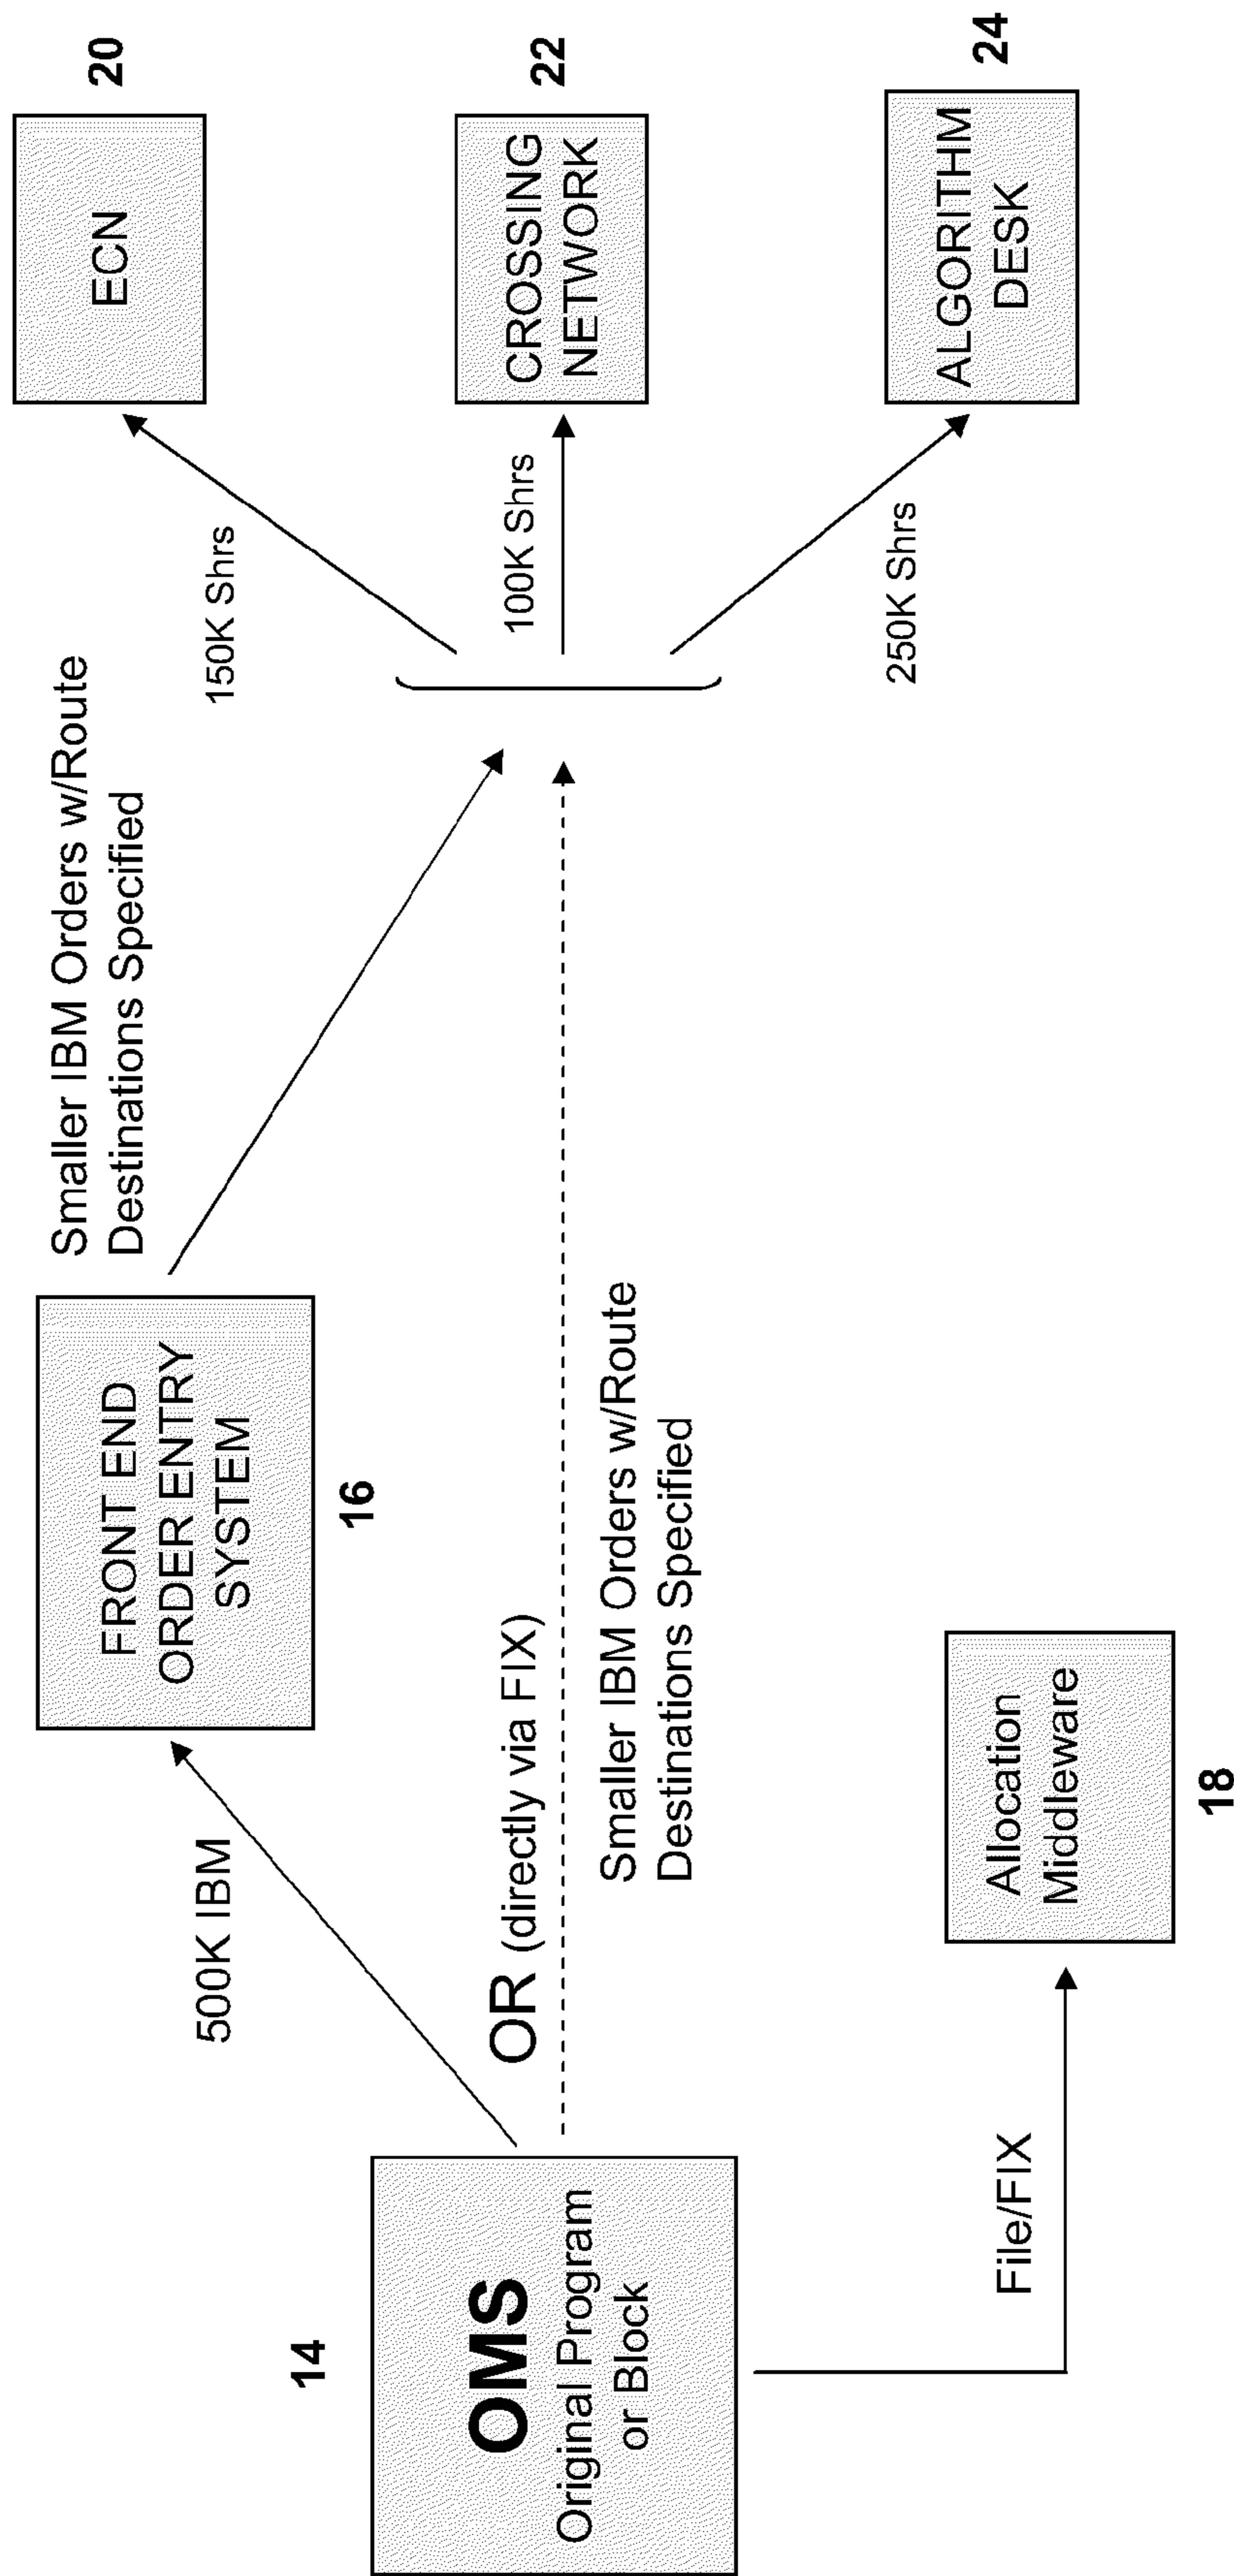 14
OMS
Original Program
or Block
500K IBM
FRONT END
ORDER ENTRY
SYSTEM
16
OR (directly via FIX)
Smaller IBM Orders w/Route
Destinations Specified
File/FIX
Allocation
Middleware
18
Smaller IBM Orders w/Route
Destinations Specified
150K Shrs
100K Shrs
250K Shrs
ECN
20
CROSSING
NETWORK
22
ALGORITHM
DESK
24